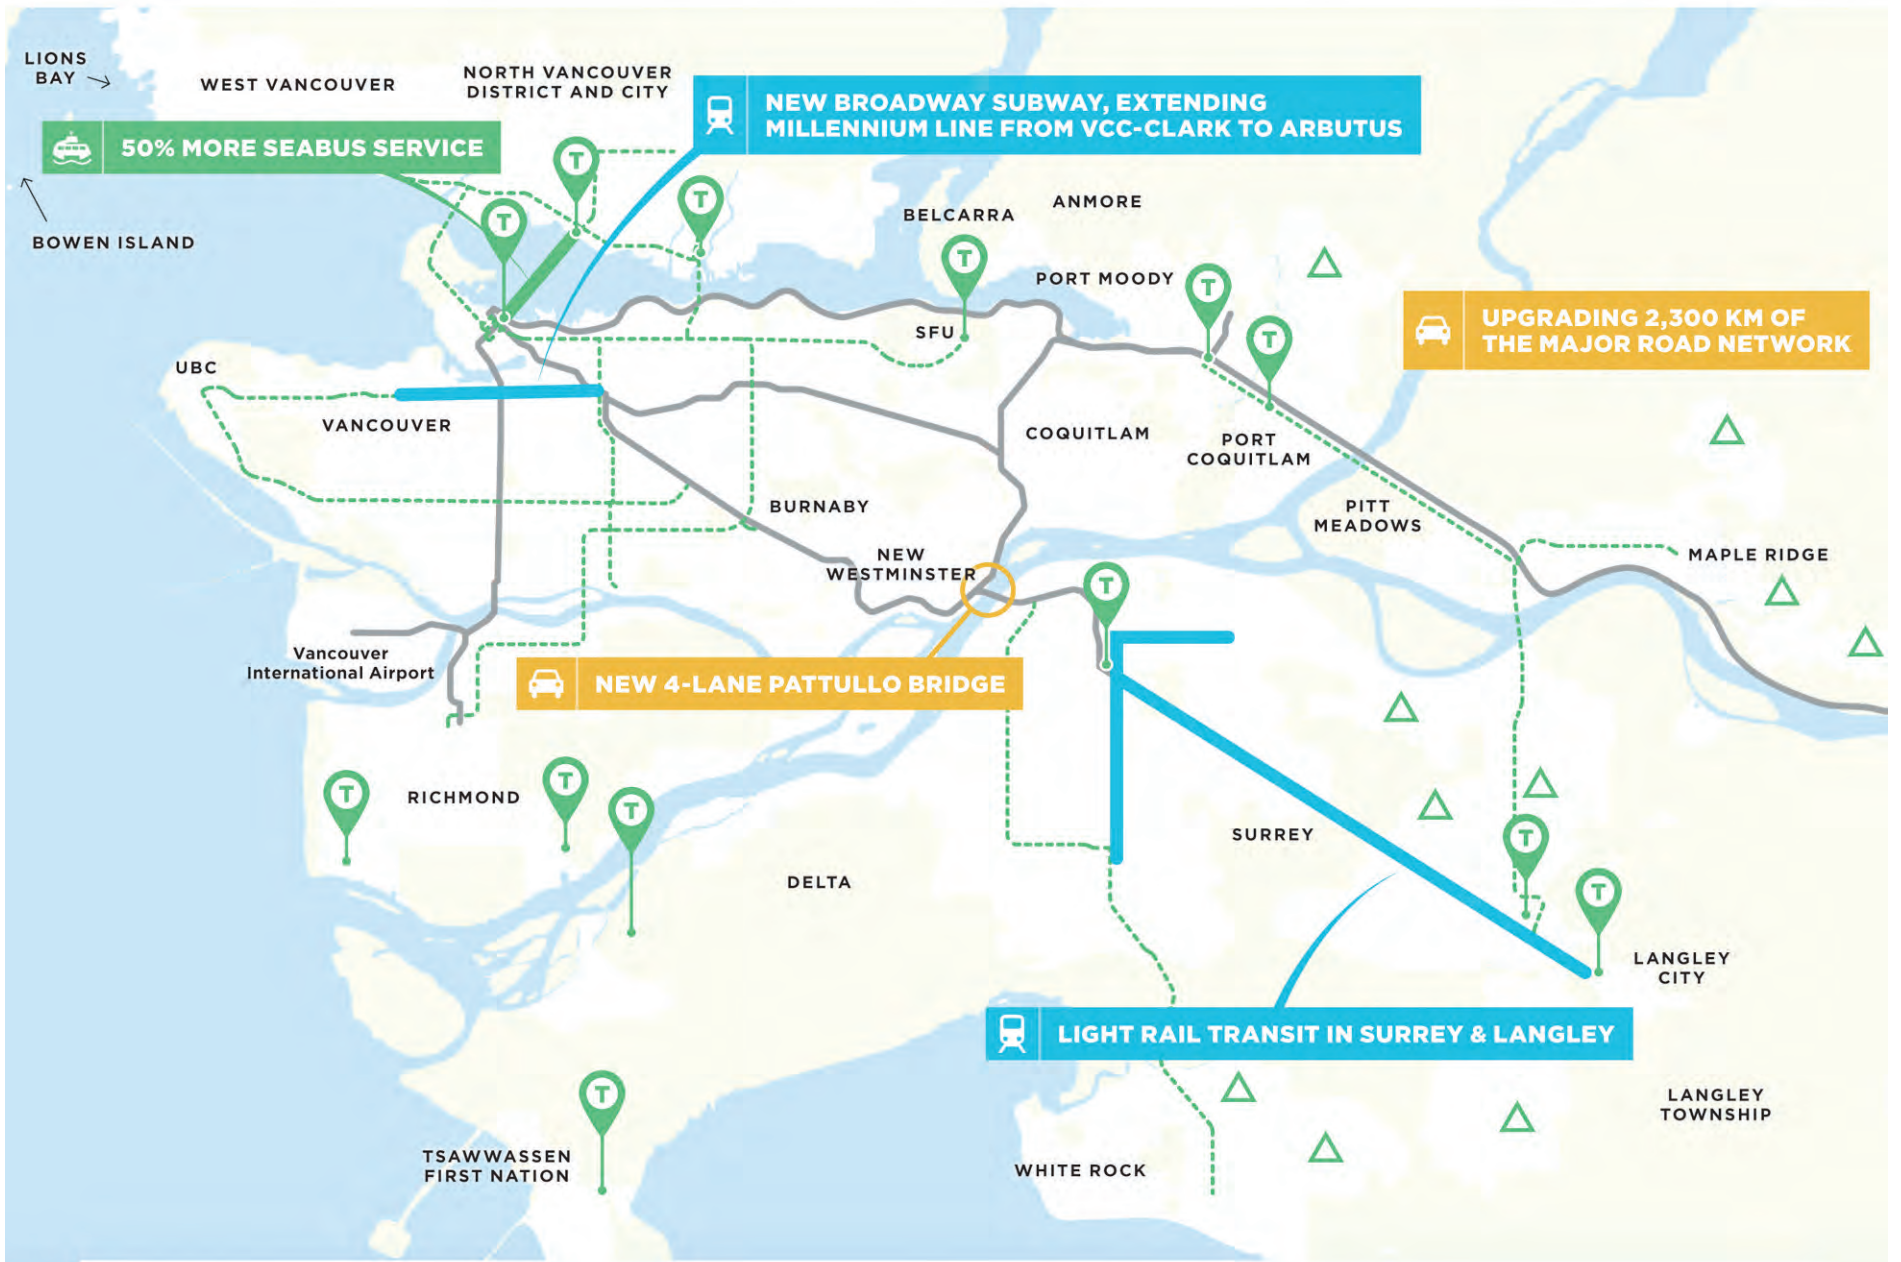 LIONS
BAY
WEST VANCOUVER
NORTH VANCOUVER
DISTRICT AND CITY
NEW BROADWAY SUBWAY, EXTENDING
MILLENNIUM LINE FROM VCC-CLARK TO ARBUTUS
50% MORE SEABUS SERVICE
T
T
T
BOWEN ISLAND
BELCARRA
ANMORE
T
PORT MOODY
T
T
UPGRADING 2,300 KM OF
THE MAJOR ROAD NETWORK
SFU
UBC
VANCOUVER
COQUITLAM
PORT
COQUITLAM
BURNABY
PITT
MEADOWS
NEW
WESTMINSTER
MAPLE RIDGE
T
Vancouver
International Airport
NEW 4-LANE PATTULLO BRIDGE
T
RICHMOND
T
T
SURREY
T
T
DELTA
LANGLEY
CITY
LIGHT RAIL TRANSIT IN SURREY & LANGLEY
T
LANGLEY
TOWNSHIP
TSAWWASSEN
FIRST NATION
WHITE ROCK